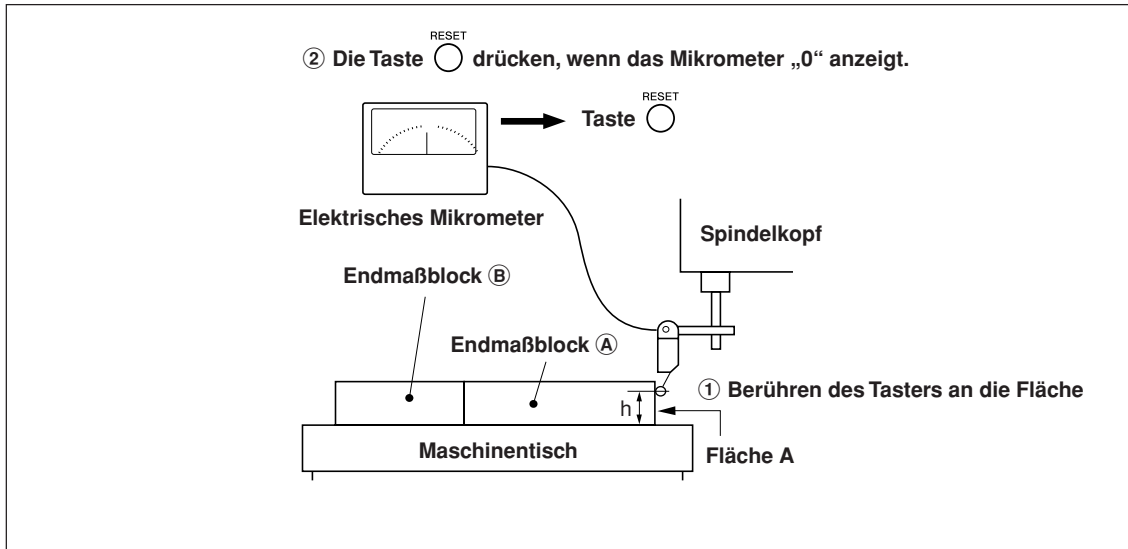 ② Die Taste RESET drücken, wenn das Mikrometer „0“ anzeigt.
Taste RESET
Elektrisches Mikrometer
Spindelkopf
Endmaßblock Ⓑ
Endmaßblock Ⓐ
① Berühren des Tasters an die Fläche
h
Maschinentisch
Fläche A